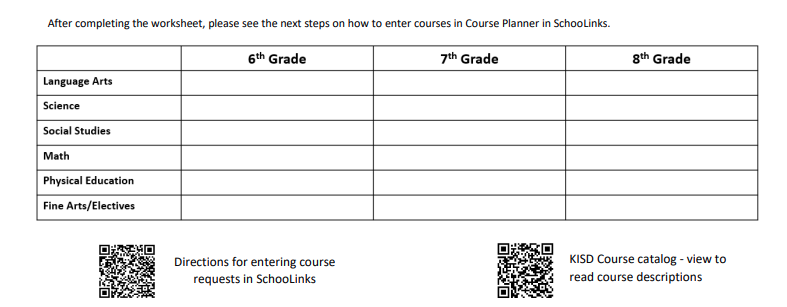 After completing the worksheet, please see the next steps on how to enter courses in Course Planner in SchooLinks.
6th Grade 7th Grade 8th Grade
Language Arts
Science
Social Studies
Math
Physical Education
Fine Arts/Electives
Directions for entering course
requests in SchooLinks
KISD Course catalog - view to
read course descriptions